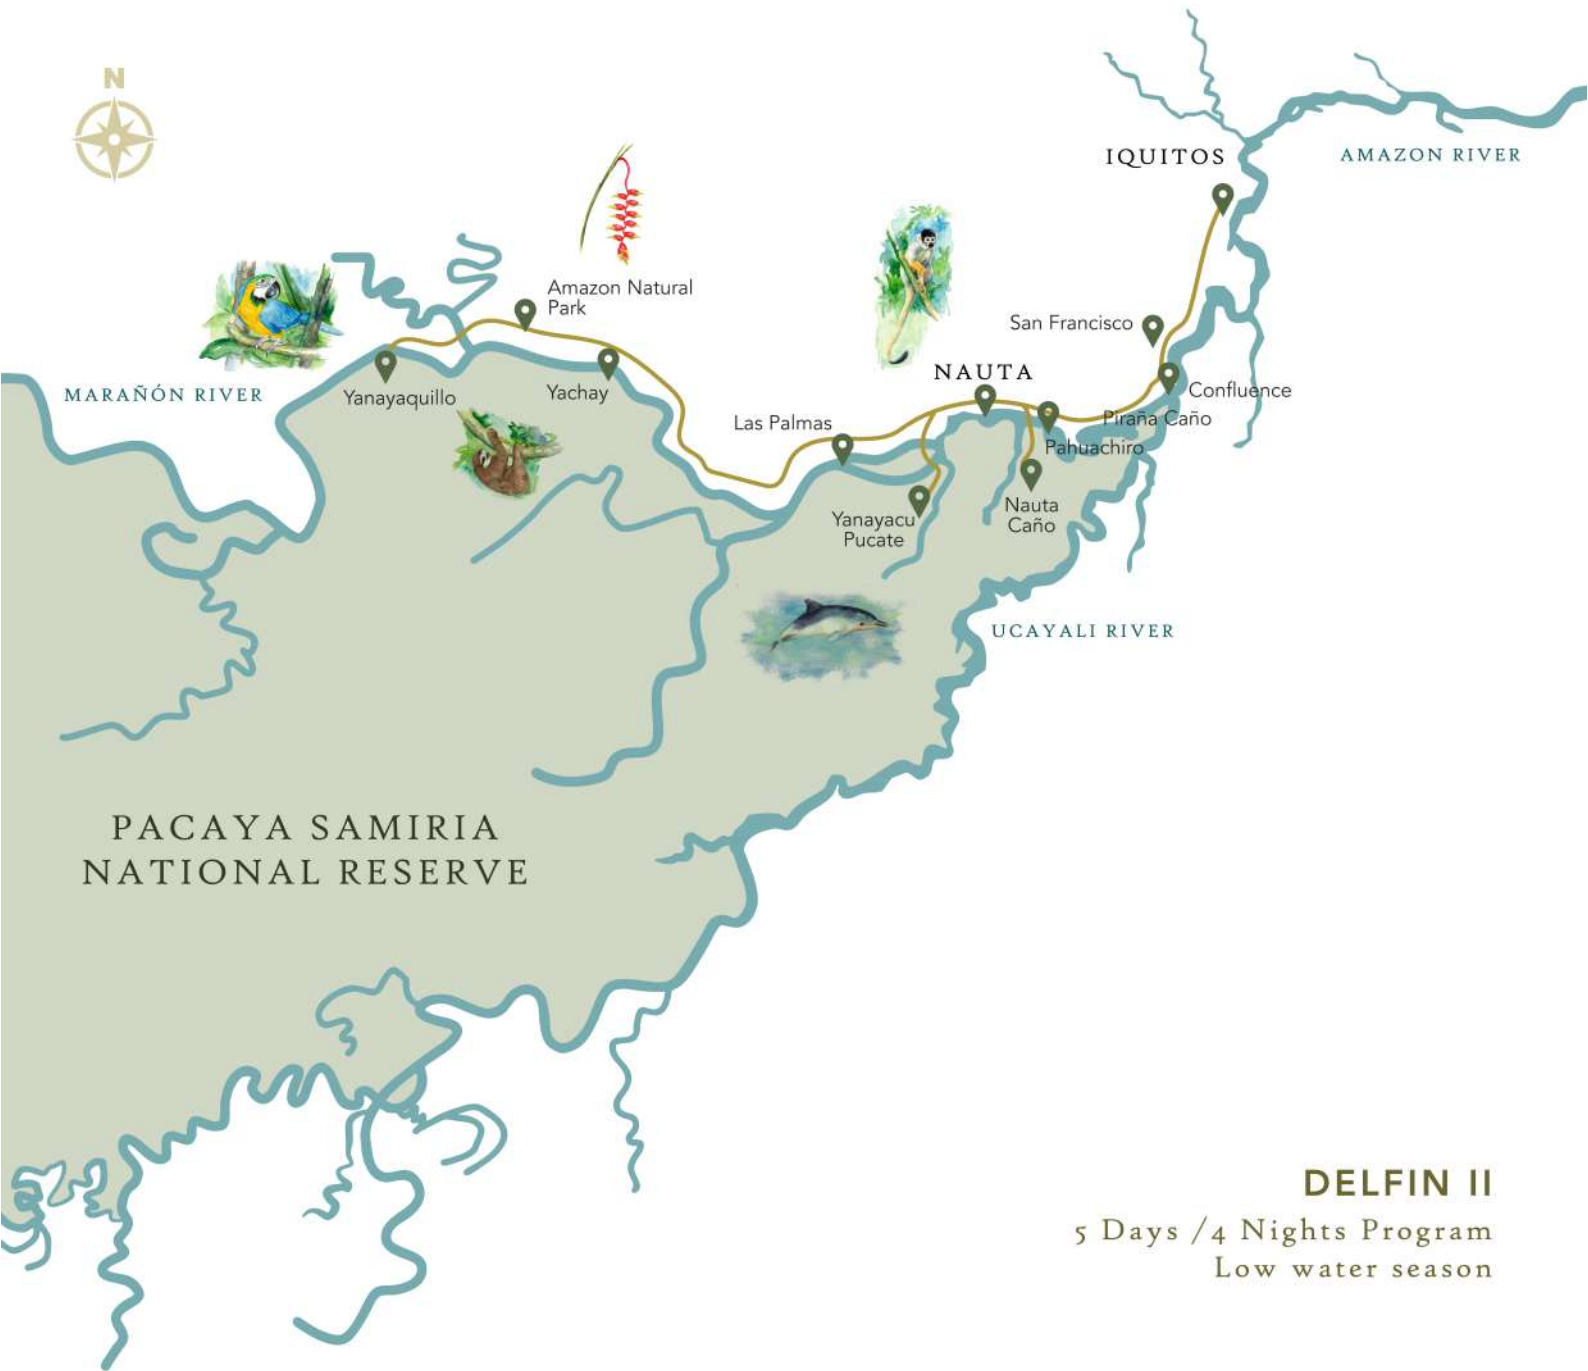 N
IQUITOS
AMAZON RIVER
Amazon Natural
Park
San Francisco
NAUTA
MARAÑÓN RIVER
Yanayaquillo
Yachay
Confluence
Las Palmas
Piraña Caño
Pahuachiro
Yanayacu
Pucate
Nauta
Caño
UCAYALI RIVER
PACAYA SAMIRIA
NATIONAL RESERVE
DELFIN II
5 Days /4 Nights Program
Low water season